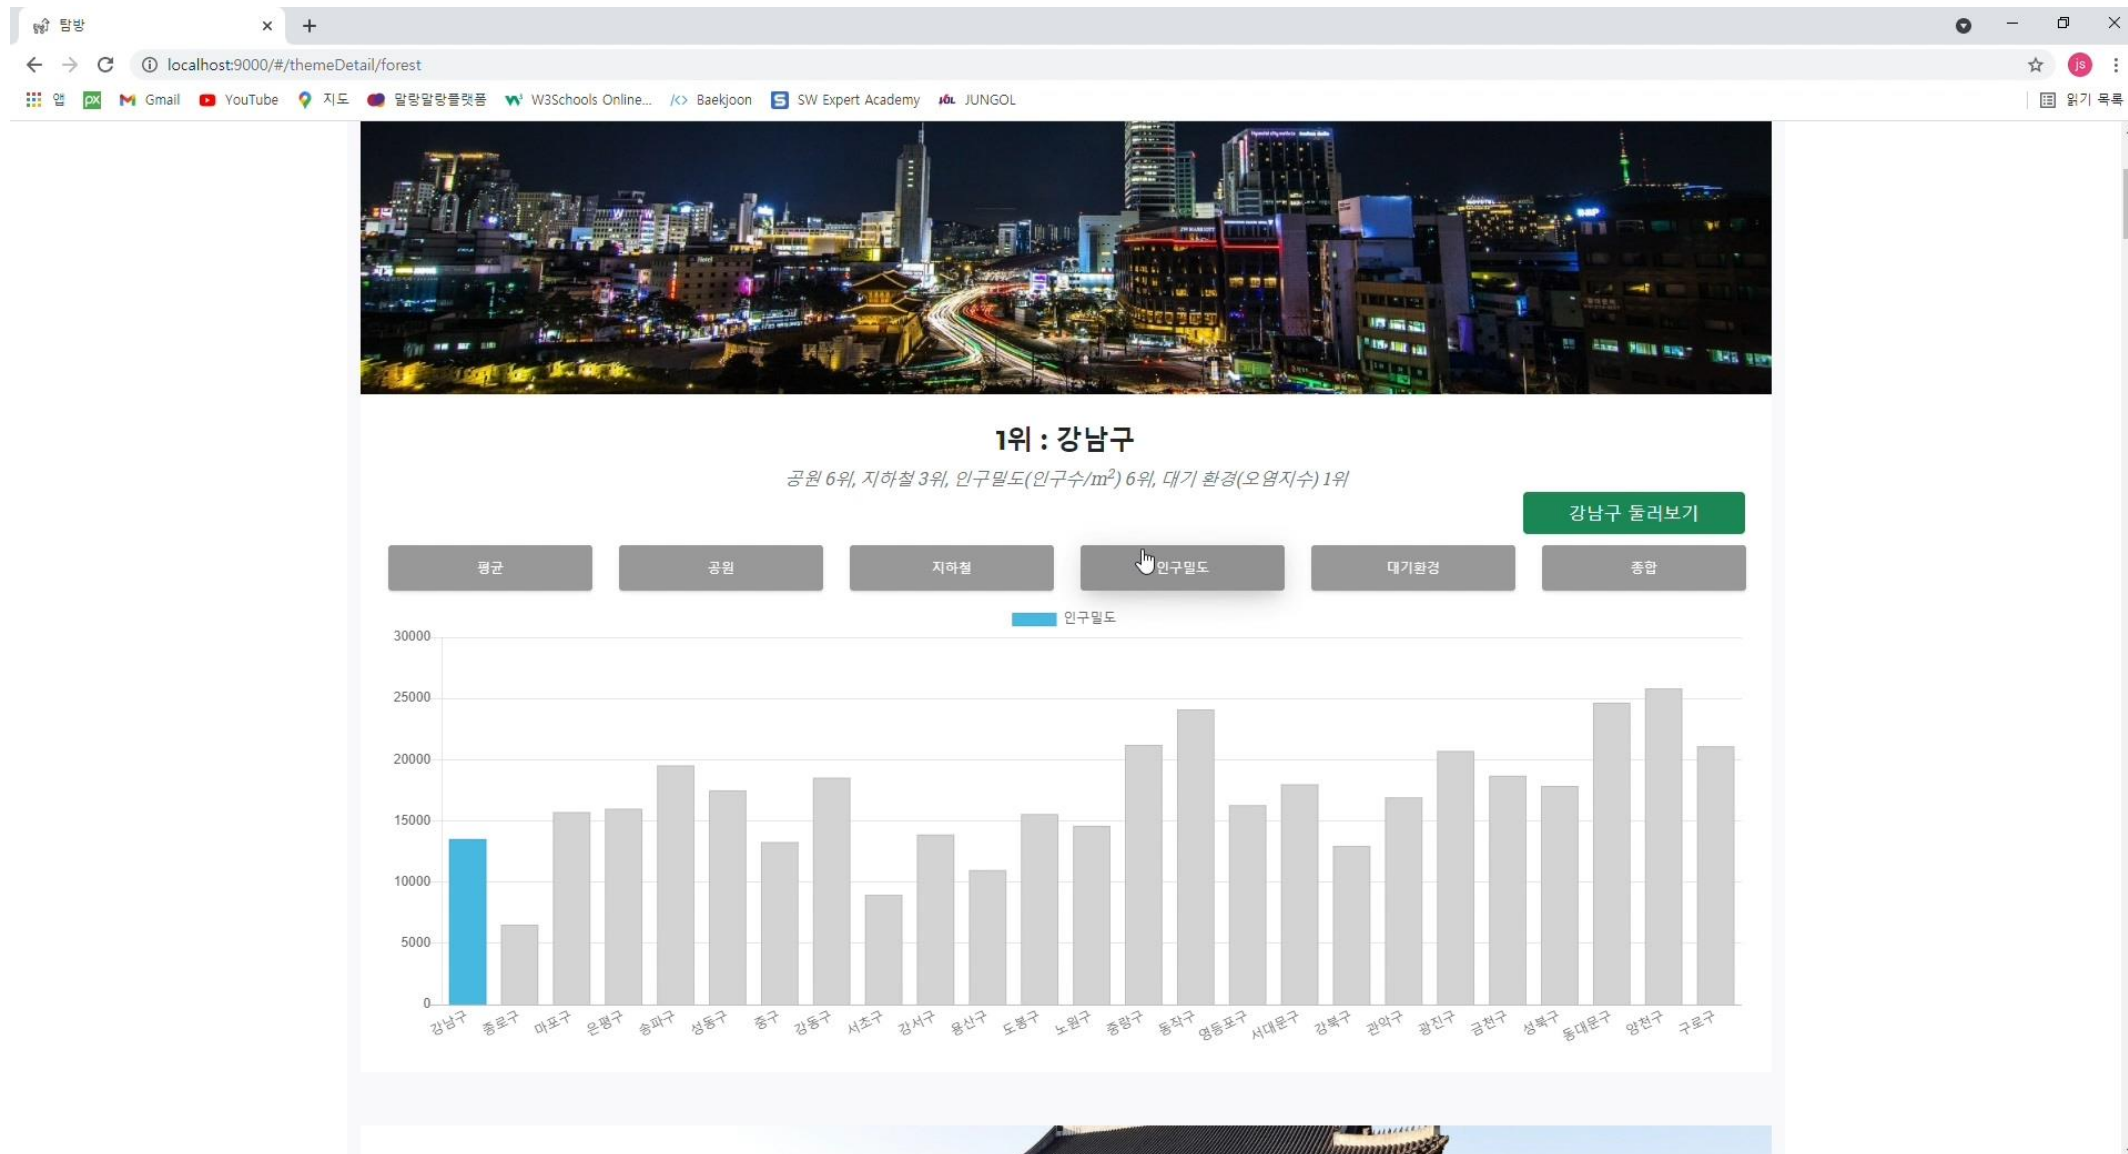 탐방
localhost:9000/#/themeDetail/forest
js
앱 Gmail YouTube 지도 말랑말랑플랫폼 W3Schools Online... Baekjoon SW Expert Academy JUNGOL 읽기 목록
1위 : 강남구
공원 6위, 지하철 3위, 인구밀도(인구수/m²) 6위, 대기 환경(오염지수) 1위
강남구 둘러보기
평균 공원 지하철 인구밀도 대기환경 종합
인구밀도
30000
25000
20000
15000
10000
5000
0
강남구 종로구 마포구 은평구 송파구 성동구 중구 강동구 서초구 강서구 용산구 도봉구 노원구 중랑구 동작구 영등포구 서대문구 강북구 관악구 광진구 금천구 성북구 동대문구 양천구 구로구